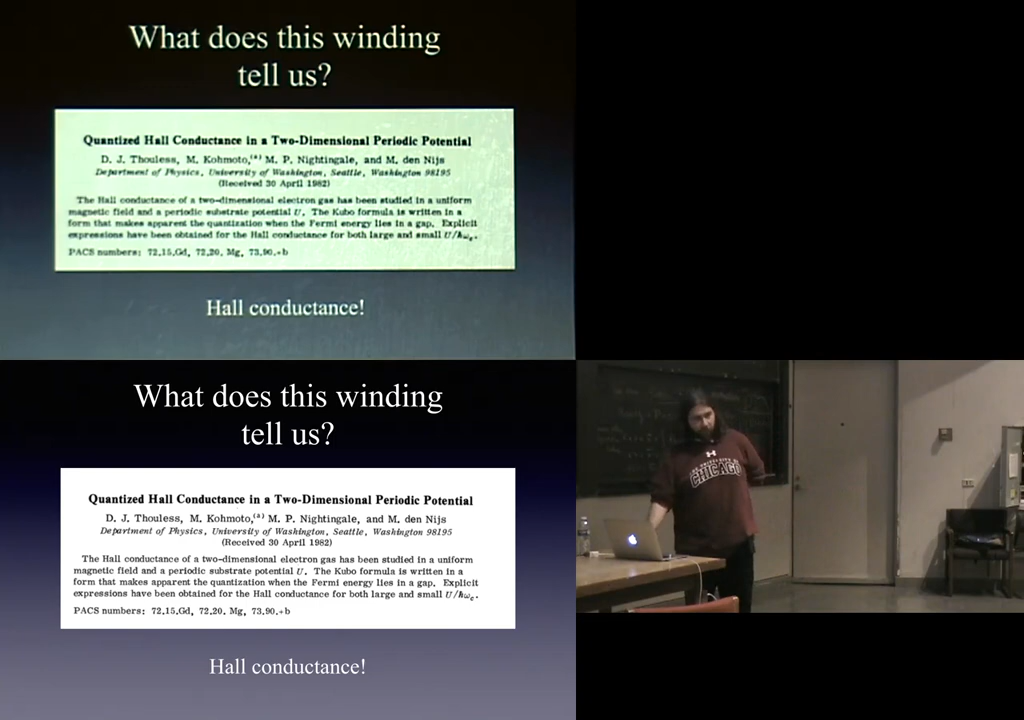 What does this winding
tell us?
Quantized Hall Conductance in a Two-Dimensional Periodic Potential
D. J. Thouless, M. Kohmoto,(a) M. P. Nightingale, and M. den Nijs
Department of Physics, University of Washington, Seattle, Washington 98195
(Received 30 April 1982)
The Hall conductance of a two-dimensional electron gas has been studied in a uniform
magnetic field and a periodic substrate potential U. The Kubo formula is written in a
form that makes apparent the quantization when the Fermi energy lies in a gap. Explicit
expressions have been obtained for the Hall conductance for both large and small U/ħωc.
PACS numbers: 72.15.Gd, 72.20. Mg, 73.90.+b
Hall conductance!
What does this winding
tell us?
Quantized Hall Conductance in a Two-Dimensional Periodic Potential
D. J. Thouless, M. Kohmoto,(a) M. P. Nightingale, and M. den Nijs
Department of Physics, University of Washington, Seattle, Washington 98195
(Received 30 April 1982)
The Hall conductance of a two-dimensional electron gas has been studied in a uniform
magnetic field and a periodic substrate potential U. The Kubo formula is written in a
form that makes apparent the quantization when the Fermi energy lies in a gap. Explicit
expressions have been obtained for the Hall conductance for both large and small U/ħωc.
PACS numbers: 72.15.Gd, 72.20. Mg, 73.90.+b
Hall conductance!
THE UNIVERSITY OF
CHICAGO